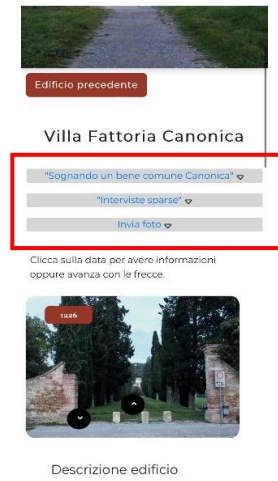 Edificio precedente
Villa Fattoria Canonica
"Sognando un bene comune Canonica"
"Interviste sparse"
Invia foto
Clicca sulla data per avere informazioni
oppure avanza con le frecce.
1226
Descrizione edificio